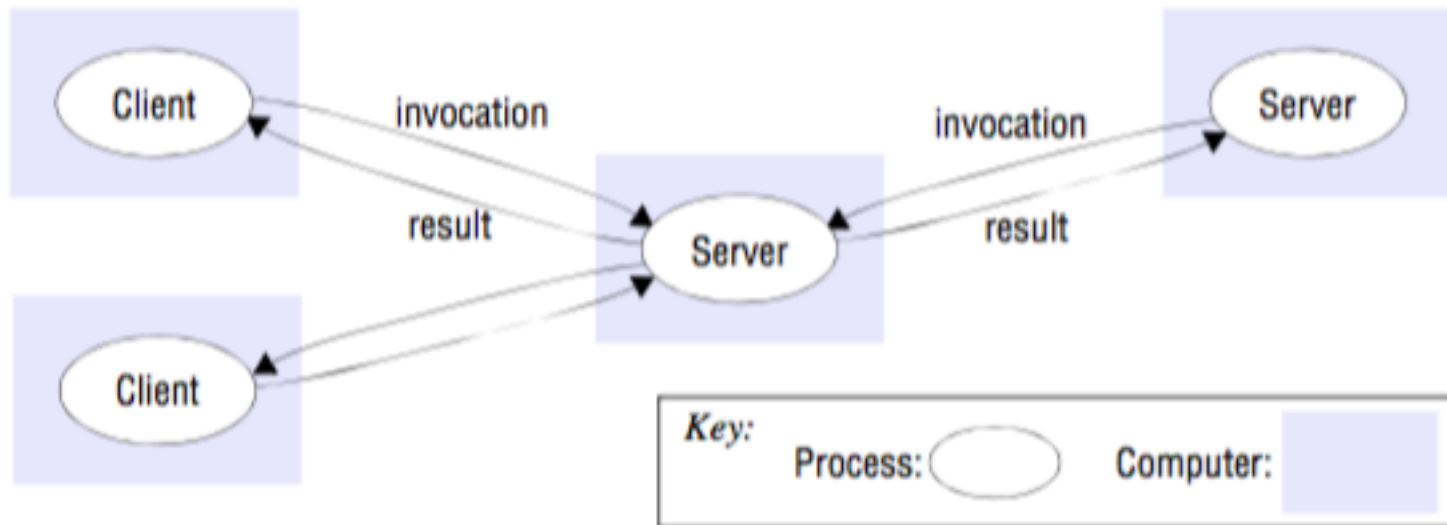 Client
invocation
result
Server
invocation
result
Server
Client
Key:
Process:
Computer: